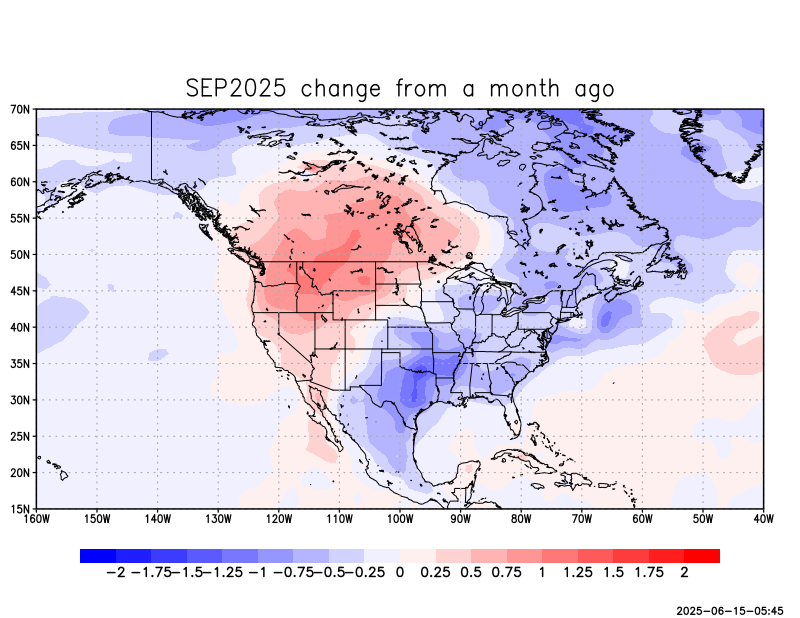 SEP2025 change from a month ago
70N
65N
60N
55N
50N
45N
40N
35N
30N
25N
20N
15N
160W 150W 140W 130W 120W 110W 100W 90W 80W 70W 60W 50W 40W
−2 −1.75 −1.5 −1.25 −1 −0.75 −0.5 −0.25 0 0.25 0.5 0.75 1 1.25 1.5 1.75 2
2025−06−15−05:45